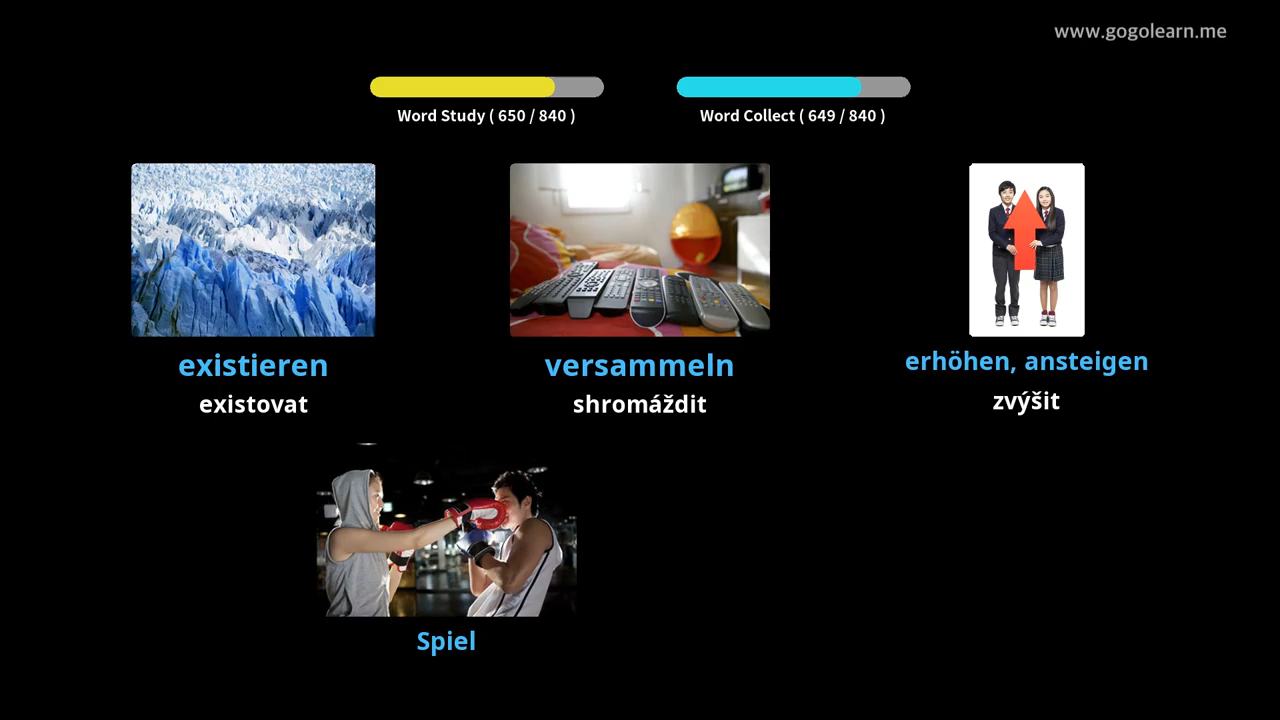 www.gogolearn.me
Word Study ( 650 / 840 )
Word Collect ( 649 / 840 )
existieren
existovat
versammeln
shromáždit
erhöhen, ansteigen
zvýšit
Spiel